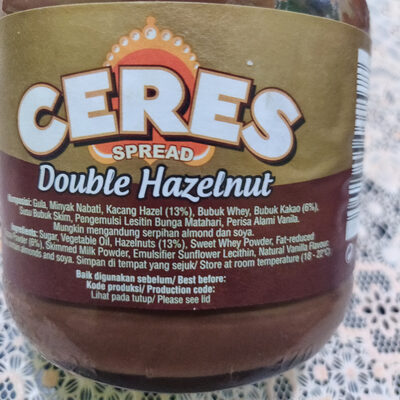 CERES
SPREAD
Double Hazelnut
Komposisi: Gula, Minyak Nabati, Kacang Hazel (13%), Bubuk Whey, Bubuk Kakao (6%),
Susu Bubuk Skim, Pengemulsi Lesitin Bunga Matahari, Perisa Alami Vanila.
Mungkin mengandung serpihan almond dan soya.
Ingredients: Sugar, Vegetable Oil, Hazelnuts (13%), Sweet Whey Powder, Fat-reduced
Powder (6%), Skimmed Milk Powder, Emulsifier Sunflower Lecithin, Natural Vanilla Flavour.
almonds and soya. Simpan di tempat yang sejuk/ Store at room temperature (18 - 22°C).
Baik digunakan sebelum/ Best before:
Kode produksi/ Production code:
Lihat pada tutup/ Please see lid